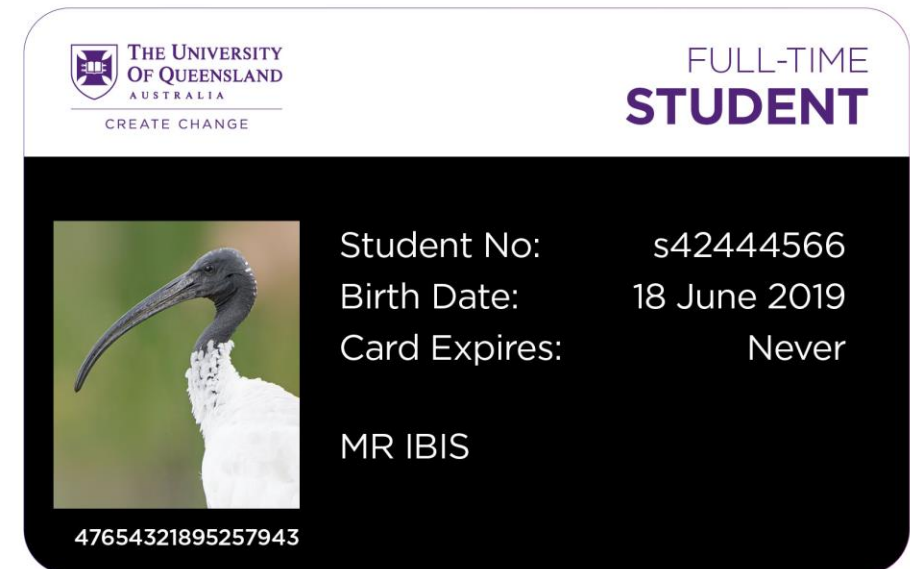 THE UNIVERSITY
OF QUEENSLAND
AUSTRALIA
CREATE CHANGE
FULL-TIME
STUDENT
Student No: s42444566
Birth Date: 18 June 2019
Card Expires: Never
MR IBIS
47654321895257943